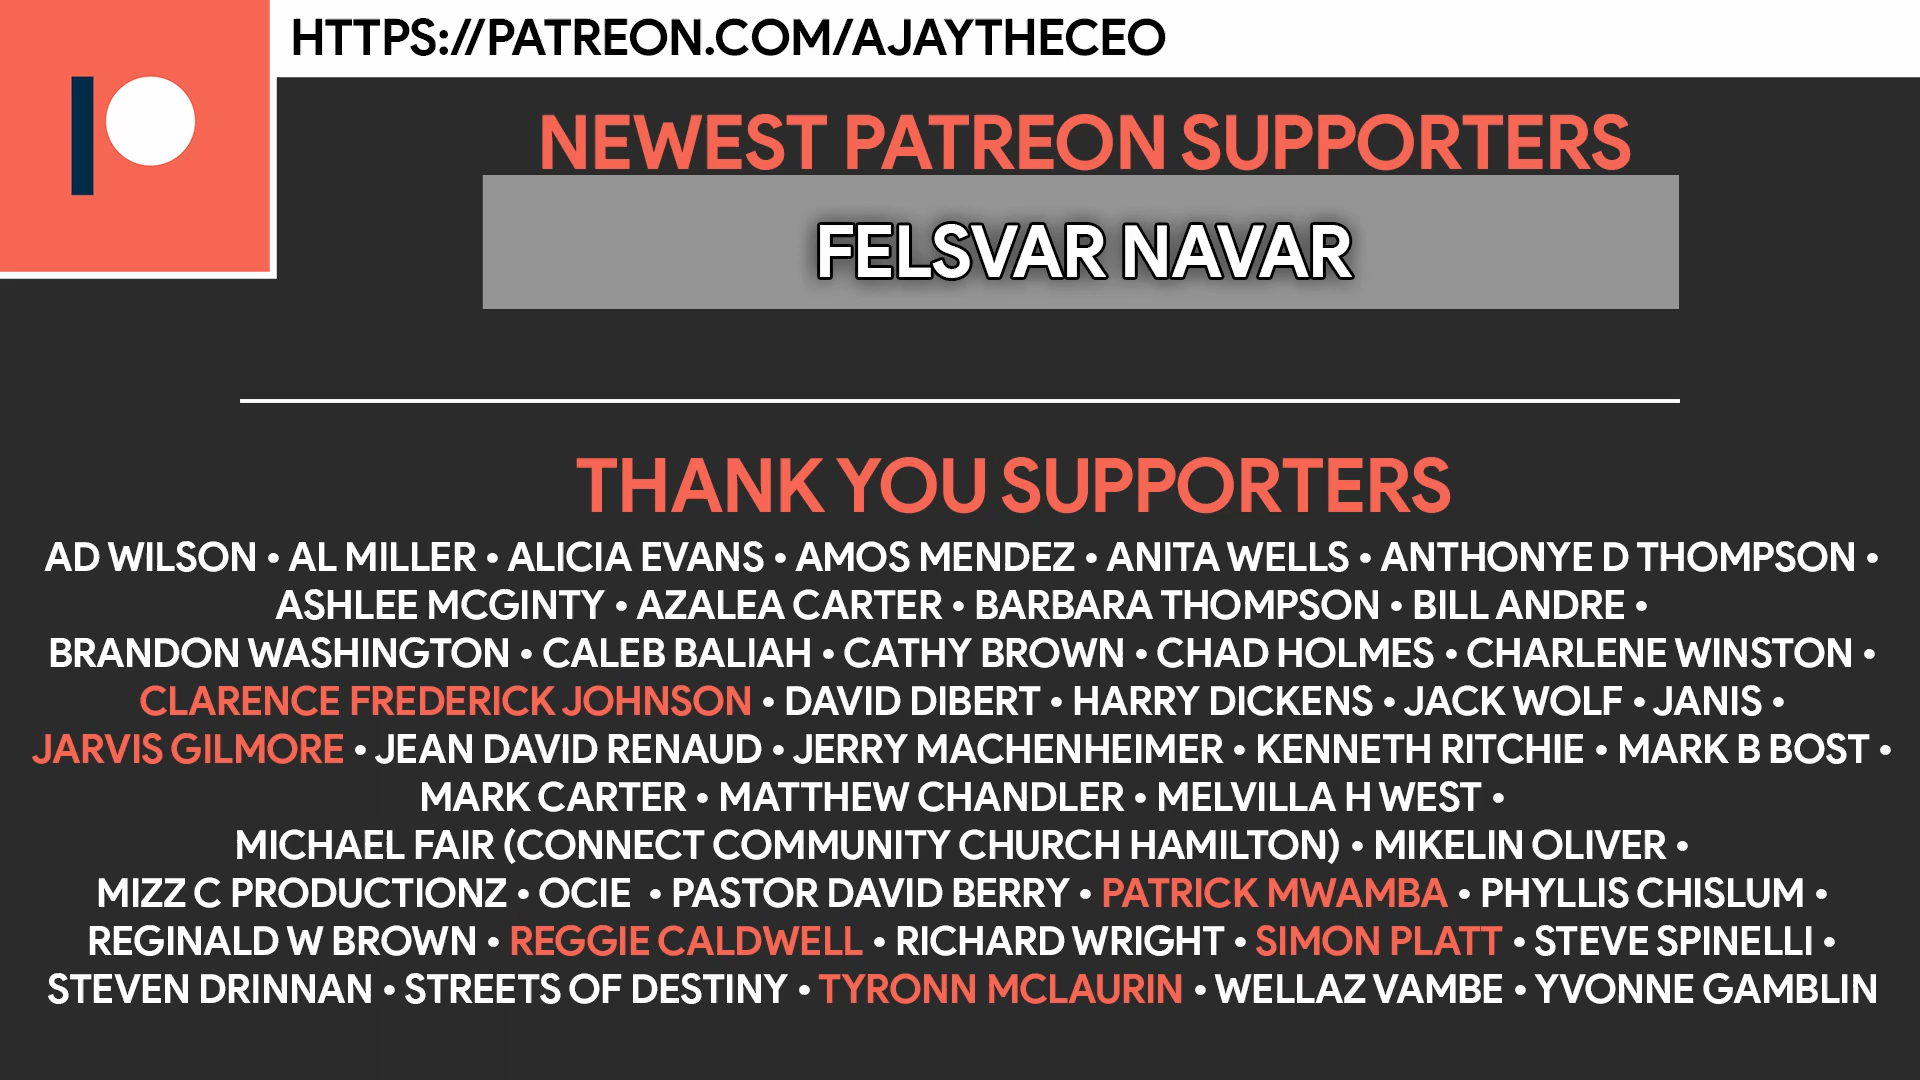 HTTPS://PATREON.COM/AJAYTHECEO
NEWEST PATREON SUPPORTERS
FELSVAR NAVAR
THANK YOU SUPPORTERS
AD WILSON • AL MILLER • ALICIA EVANS • AMOS MENDEZ • ANITA WELLS • ANTHONYE D THOMPSON •
ASHLEE MCGINTY • AZALEA CARTER • BARBARA THOMPSON • BILL ANDRE •
BRANDON WASHINGTON • CALEB BALIAH • CATHY BROWN • CHAD HOLMES • CHARLENE WINSTON •
CLARENCE FREDERICK JOHNSON • DAVID DIBERT • HARRY DICKENS • JACK WOLF • JANIS •
JARVIS GILMORE • JEAN DAVID RENAUD • JERRY MACHENHEIMER • KENNETH RITCHIE • MARK B BOST •
MARK CARTER • MATTHEW CHANDLER • MELVILLA H WEST •
MICHAEL FAIR (CONNECT COMMUNITY CHURCH HAMILTON) • MIKELIN OLIVER •
MIZZ C PRODUCTIONZ • OCIE • PASTOR DAVID BERRY • PATRICK MWAMBA • PHYLLIS CHISLUM •
REGINALD W BROWN • REGGIE CALDWELL • RICHARD WRIGHT • SIMON PLATT • STEVE SPINELLI •
STEVEN DRINNAN • STREETS OF DESTINY • TYRONN MCLAURIN • WELLAZ VAMBE • YVONNE GAMBLIN